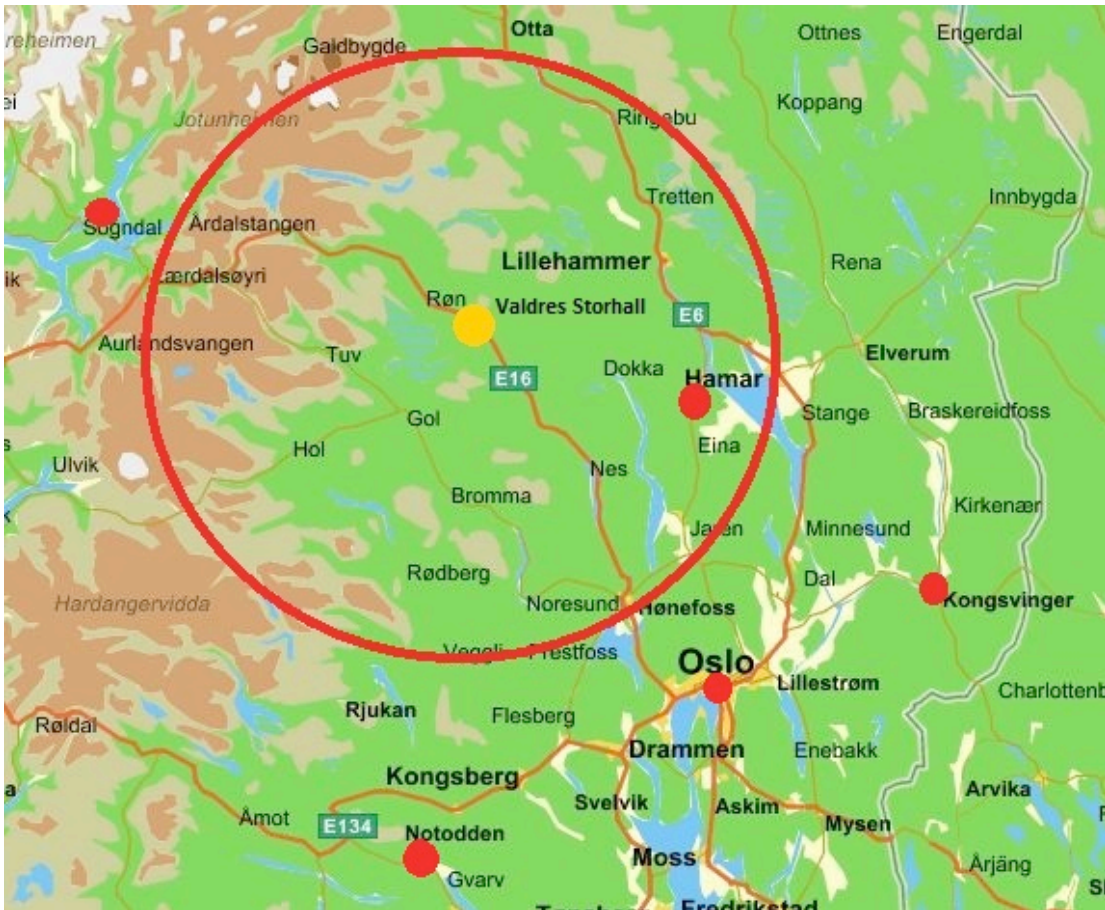 Otta
Ottnes
Engerdal
reheimen
Galdbygde
Koppang
Ringebu
Jotunheimen
Tretten
Innbygda
Sogndal
Årdalstangen
Lillehammer
Rena
Lærdalsøyri
ik
Røn
Valdres Storhall
E6
Aurlandsvangen
Tuv
Elverum
Dokka
E16
Hamar
Stange
Braskereidfoss
Gol
Eina
Hol
Ulvik
Nes
Bromma
Kirkenær
Jaren
Minnesund
Rødberg
Dal
Hardangervidda
Noresund
Hønefoss
Kongsvinger
Veggli
Prestfoss
Oslo
Lillestrøm
Charlottenb
Rjukan
Flesberg
Røldal
Drammen
Enebakk
Kongsberg
Arvika
Svelvik
Askim
Åmot
E134
Notodden
Mysen
Moss
Årjäng
Gvarv
Fredrikstad